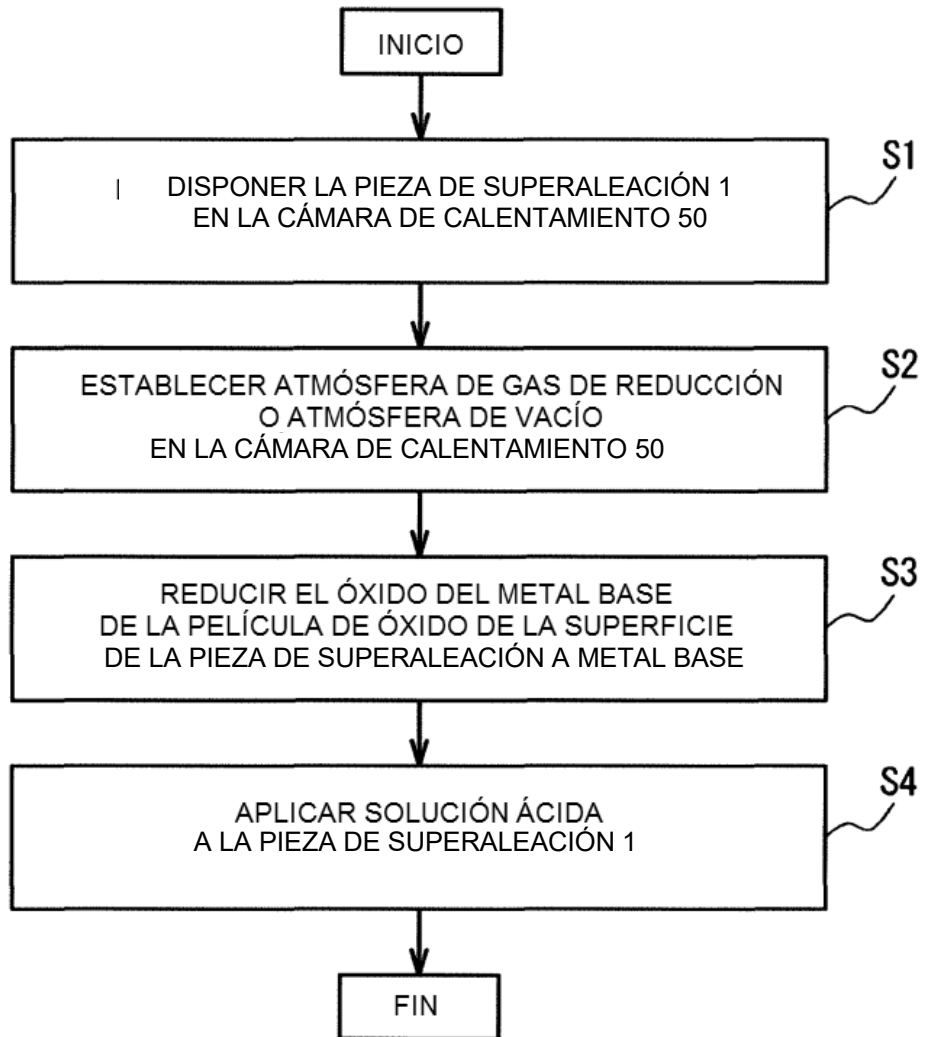 INICIO
S1
DISPONER LA PIEZA DE SUPERALEACIÓN 1
EN LA CÁMARA DE CALENTAMIENTO 50
S2
ESTABLECER ATMÓSFERA DE GAS DE REDUCCIÓN
O ATMÓSFERA DE VACÍO
EN LA CÁMARA DE CALENTAMIENTO 50
S3
REDUCIR EL ÓXIDO DEL METAL BASE
DE LA PELÍCULA DE ÓXIDO DE LA SUPERFICIE
DE LA PIEZA DE SUPERALEACIÓN A METAL BASE
S4
APLICAR SOLUCIÓN ÁCIDA
A LA PIEZA DE SUPERALEACIÓN 1
FIN